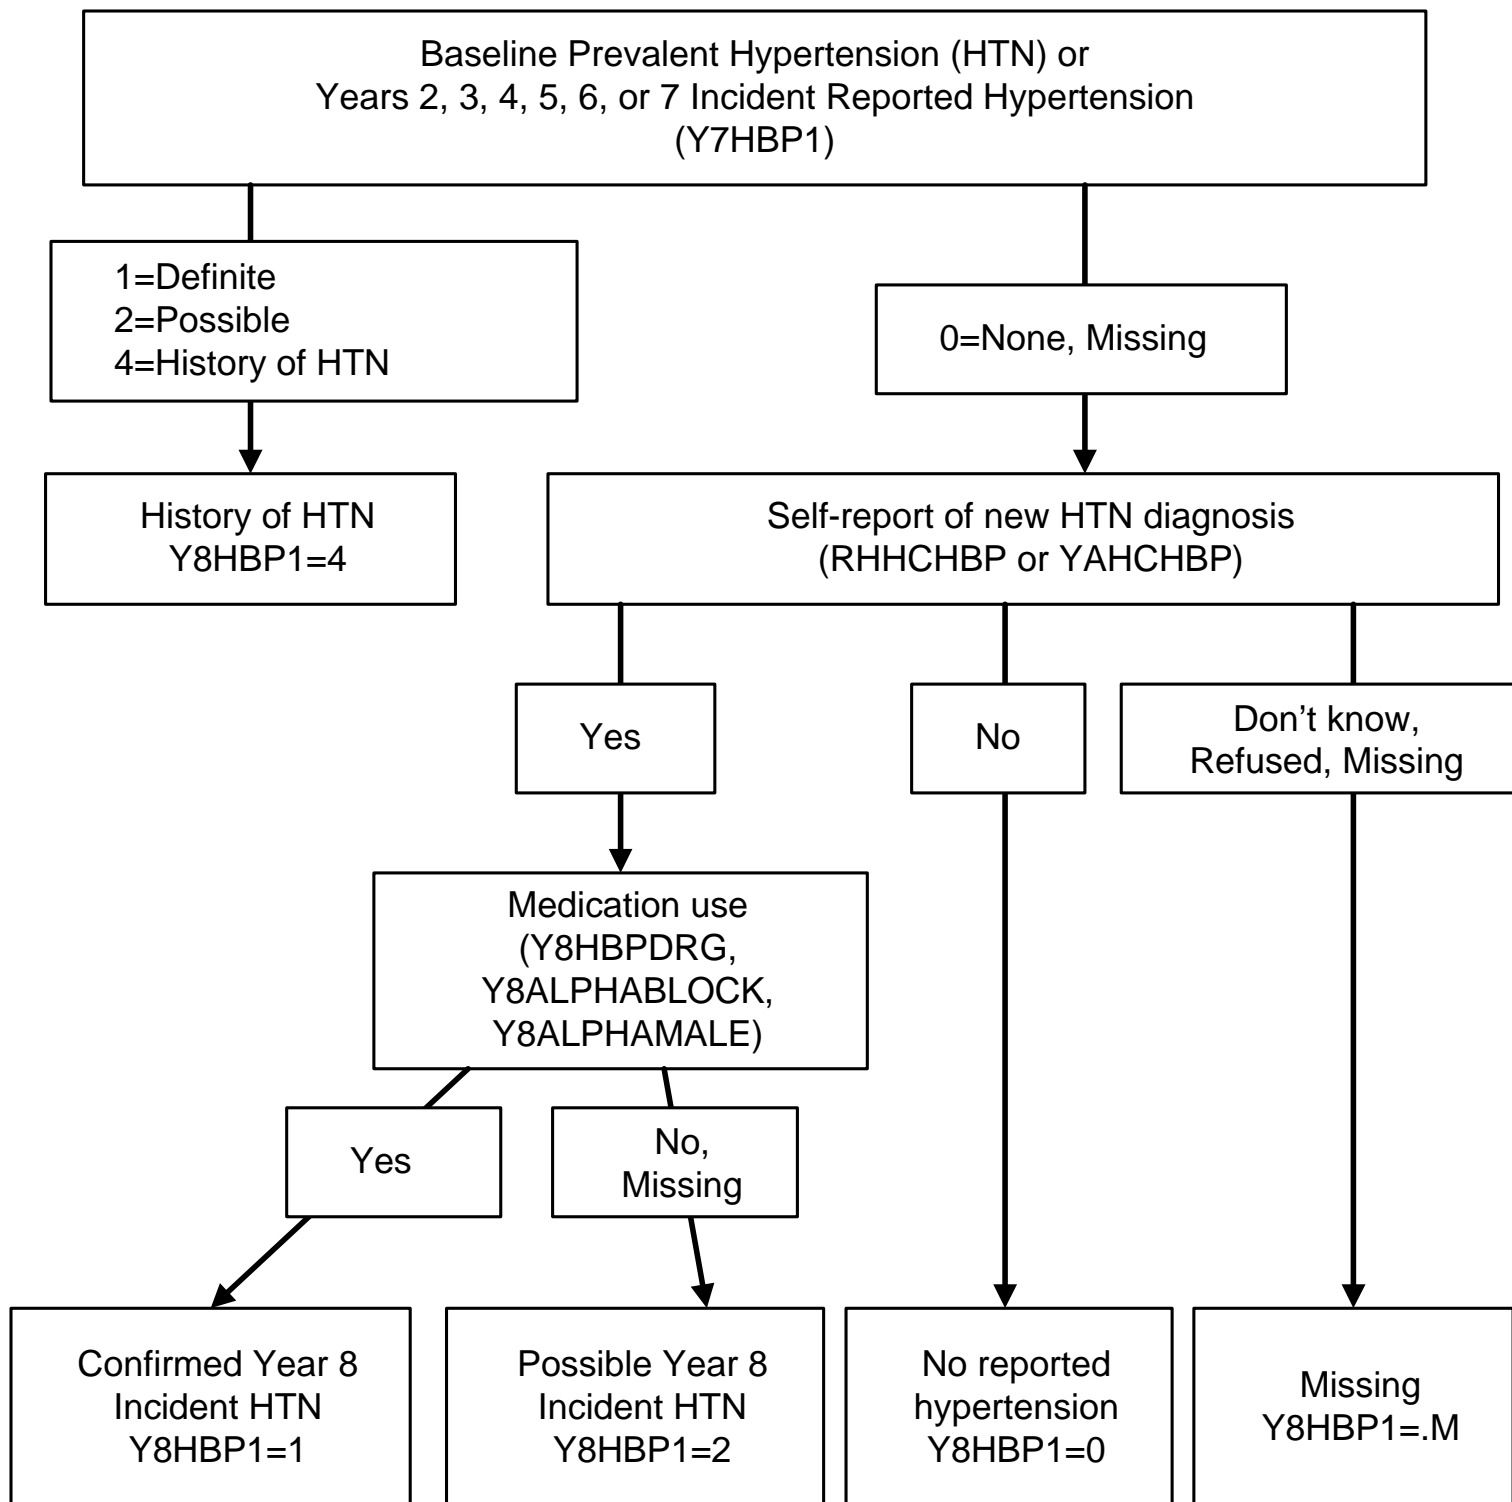 Baseline Prevalent Hypertension (HTN) or
Years 2, 3, 4, 5, 6, or 7 Incident Reported Hypertension
(Y7HBP1)
1=Definite
2=Possible
4=History of HTN
0=None, Missing
History of HTN
Y8HBP1=4
Self-report of new HTN diagnosis
(RHHCHBP or YAHCHBP)
Yes
No
Don’t know,
Refused, Missing
Medication use
(Y8HBPDRG,
Y8ALPHABLOCK,
Y8ALPHAMALE)
Yes
No,
Missing
Confirmed Year 8
Incident HTN
Y8HBP1=1
Possible Year 8
Incident HTN
Y8HBP1=2
No reported
hypertension
Y8HBP1=0
Missing
Y8HBP1=.M